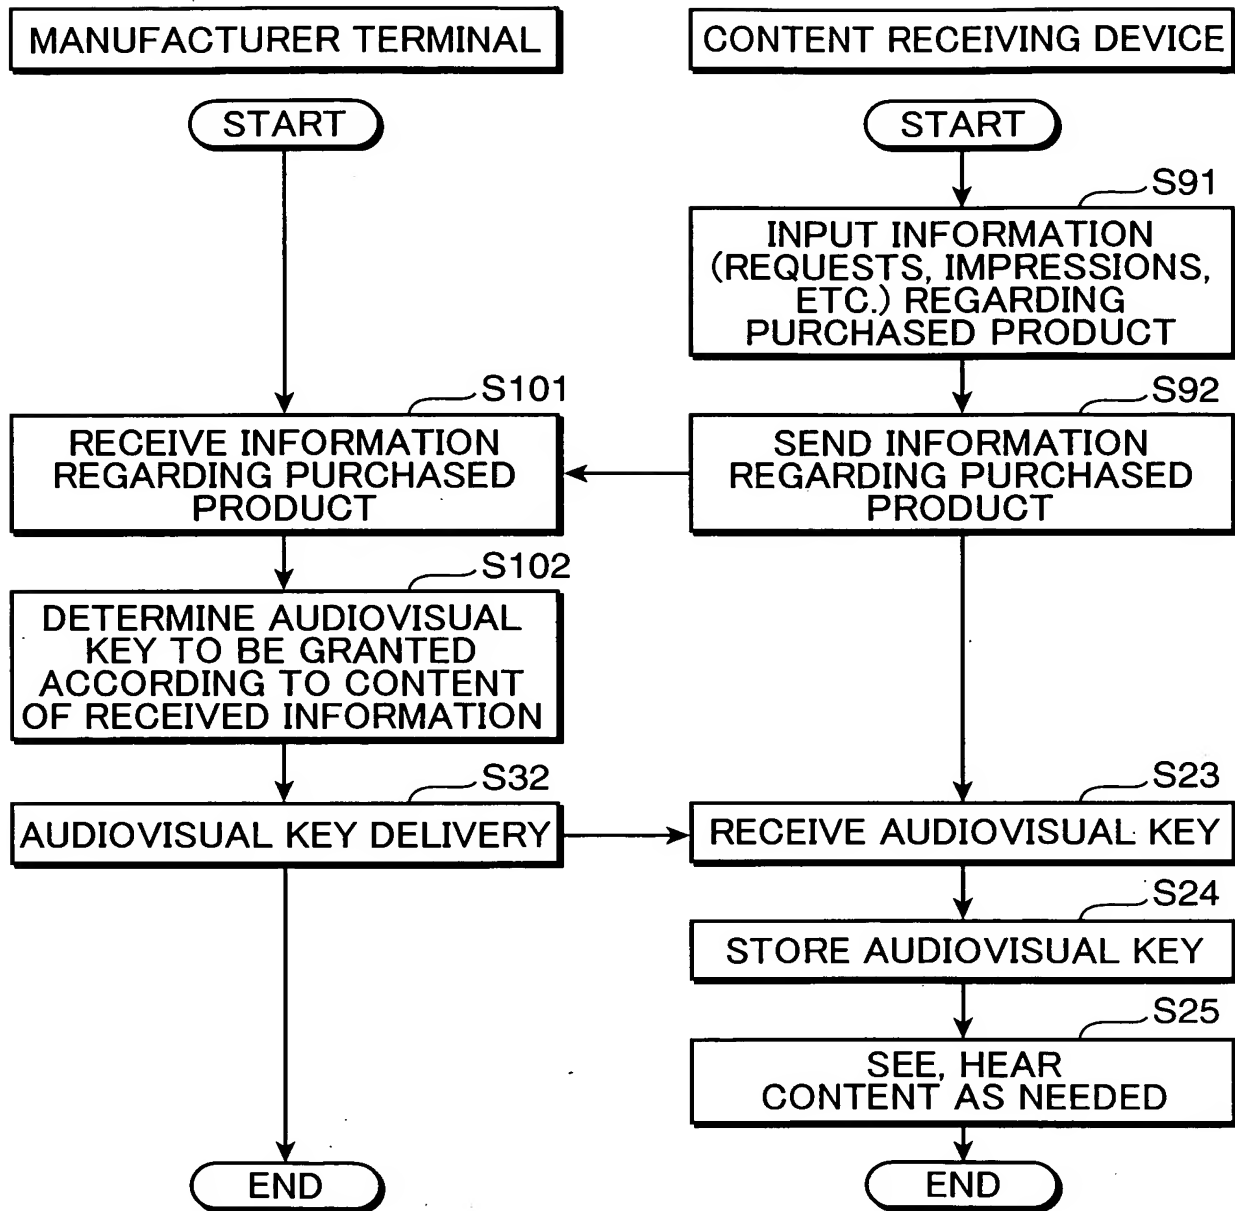 MANUFACTURER TERMINAL
CONTENT RECEIVING DEVICE
START
START
S91
INPUT INFORMATION
(REQUESTS, IMPRESSIONS,
ETC.) REGARDING
PURCHASED PRODUCT
S101
RECEIVE INFORMATION
REGARDING PURCHASED
PRODUCT
S92
SEND INFORMATION
REGARDING PURCHASED
PRODUCT
S102
DETERMINE AUDIOVISUAL
KEY TO BE GRANTED
ACCORDING TO CONTENT
OF RECEIVED INFORMATION
S32
AUDIOVISUAL KEY DELIVERY
S23
RECEIVE AUDIOVISUAL KEY
S24
STORE AUDIOVISUAL KEY
S25
SEE, HEAR
CONTENT AS NEEDED
END
END